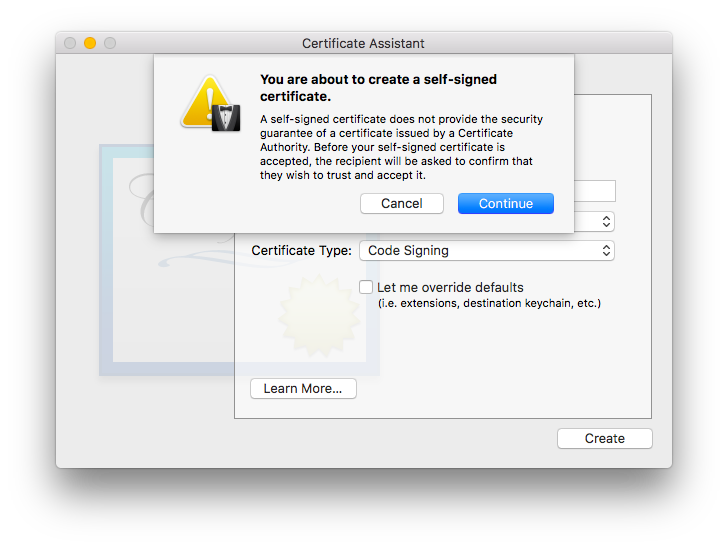 Certificate Assistant
You are about to create a self-signed
certificate.
A self-signed certificate does not provide the security
guarantee of a certificate issued by a Certificate
Authority. Before your self-signed certificate is
accepted, the recipient will be asked to confirm that
they wish to trust and accept it.
Cancel
Continue
Certificate Type:
Code Signing
Let me override defaults
(i.e. extensions, destination keychain, etc.)
Learn More...
Create